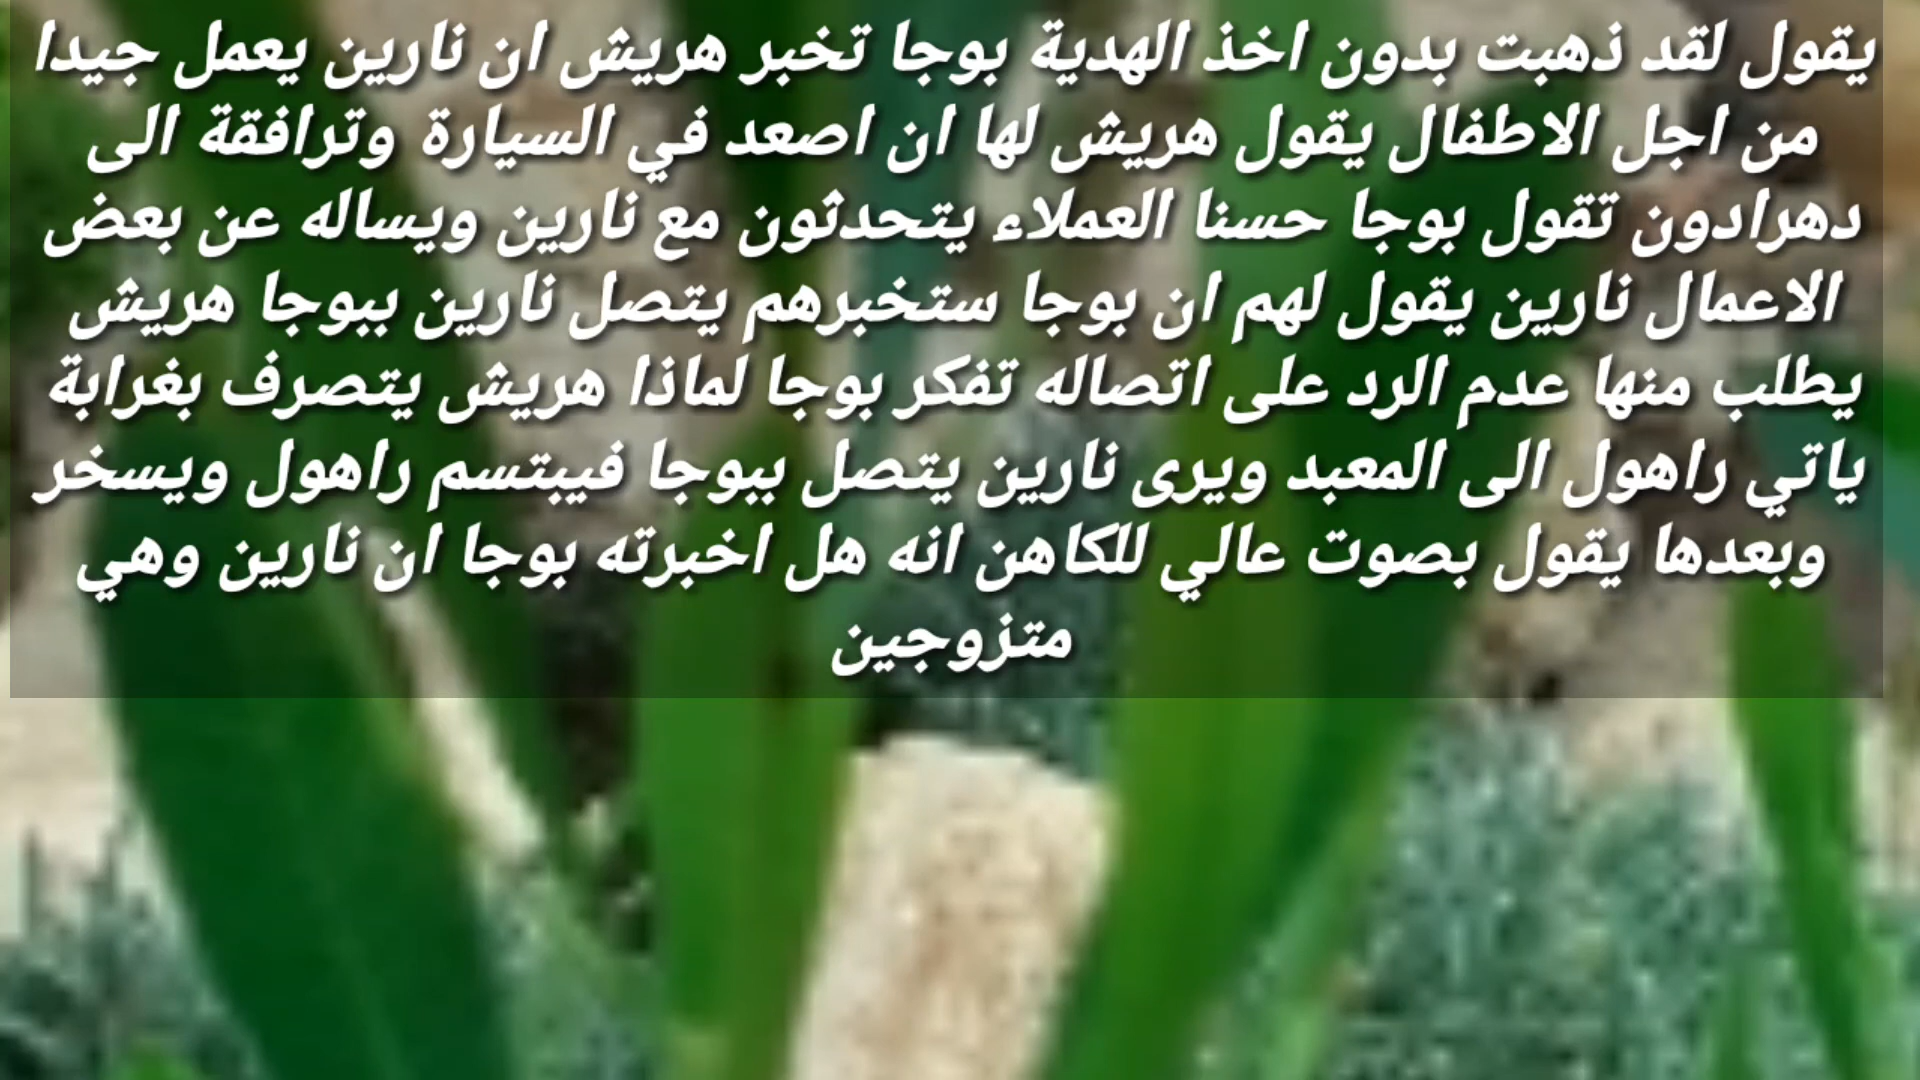 يقول لقد ذهبت بدون اخذ الهدية بوجا تخبر هريش ان نارين يعمل جيدا
من اجل الاطفال يقول هريش لها ان اصعد في السيارة وترافقة الى
دهرادون تقول بوجا حسنا العملاء يتحدثون مع نارين ويساله عن بعض
الاعمال نارين يقول لهم ان بوجا ستخبرهم يتصل نارين ببوجا هريش
يطلب منها عدم الرد على اتصاله تفكر بوجا لماذا هريش يتصرف بغرابة
ياتي راهول الى المعبد ويرى نارين يتصل ببوجا فيبتسم راهول ويسخر
وبعدها يقول بصوت عالي للكاهن انه هل اخبرته بوجا ان نارين وهي
متزوجين